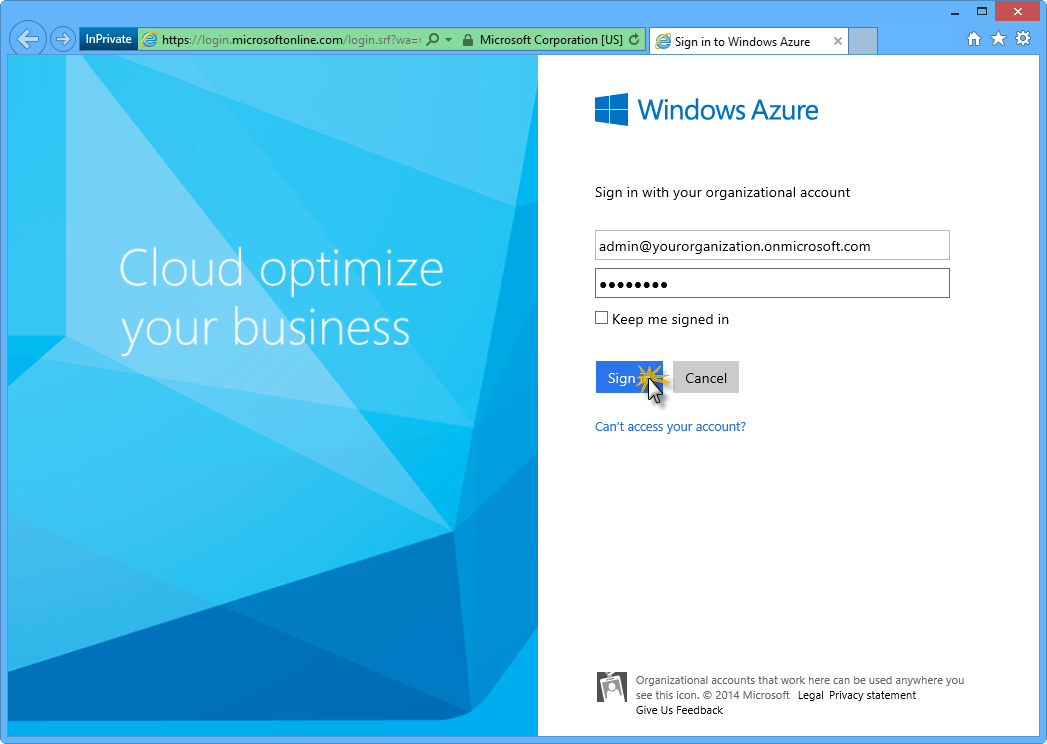 InPrivate
https://login.microsoftonline.com/login.srf?wa=
Microsoft Corporation [US]
Sign in to Windows Azure
Cloud optimize
your business
Windows Azure
Sign in with your organizational account
admin@yourorganization.onmicrosoft.com
Keep me signed in
Sign
Cancel
Can't access your account?
Organizational accounts that work here can be used anywhere you
see this icon. © 2014 Microsoft Legal Privacy statement
Give Us Feedback